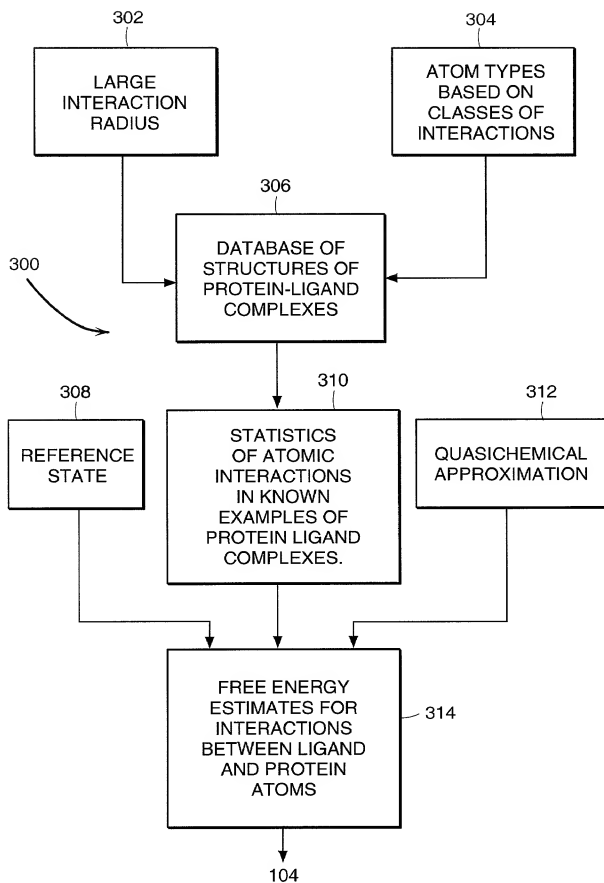 302
304
LARGE
INTERACTION
RADIUS
ATOM TYPES
BASED ON
CLASSES OF
INTERACTIONS
306
DATABASE OF
STRUCTURES OF
PROTEIN-LIGAND
COMPLEXES
300
308
310
312
REFERENCE
STATE
STATISTICS
OF ATOMIC
INTERACTIONS
IN KNOWN
EXAMPLES OF
PROTEIN LIGAND
COMPLEXES.
QUASICHEMICAL
APPROXIMATION
FREE ENERGY
ESTIMATES FOR
INTERACTIONS
BETWEEN LIGAND
AND PROTEIN
ATOMS
314
104